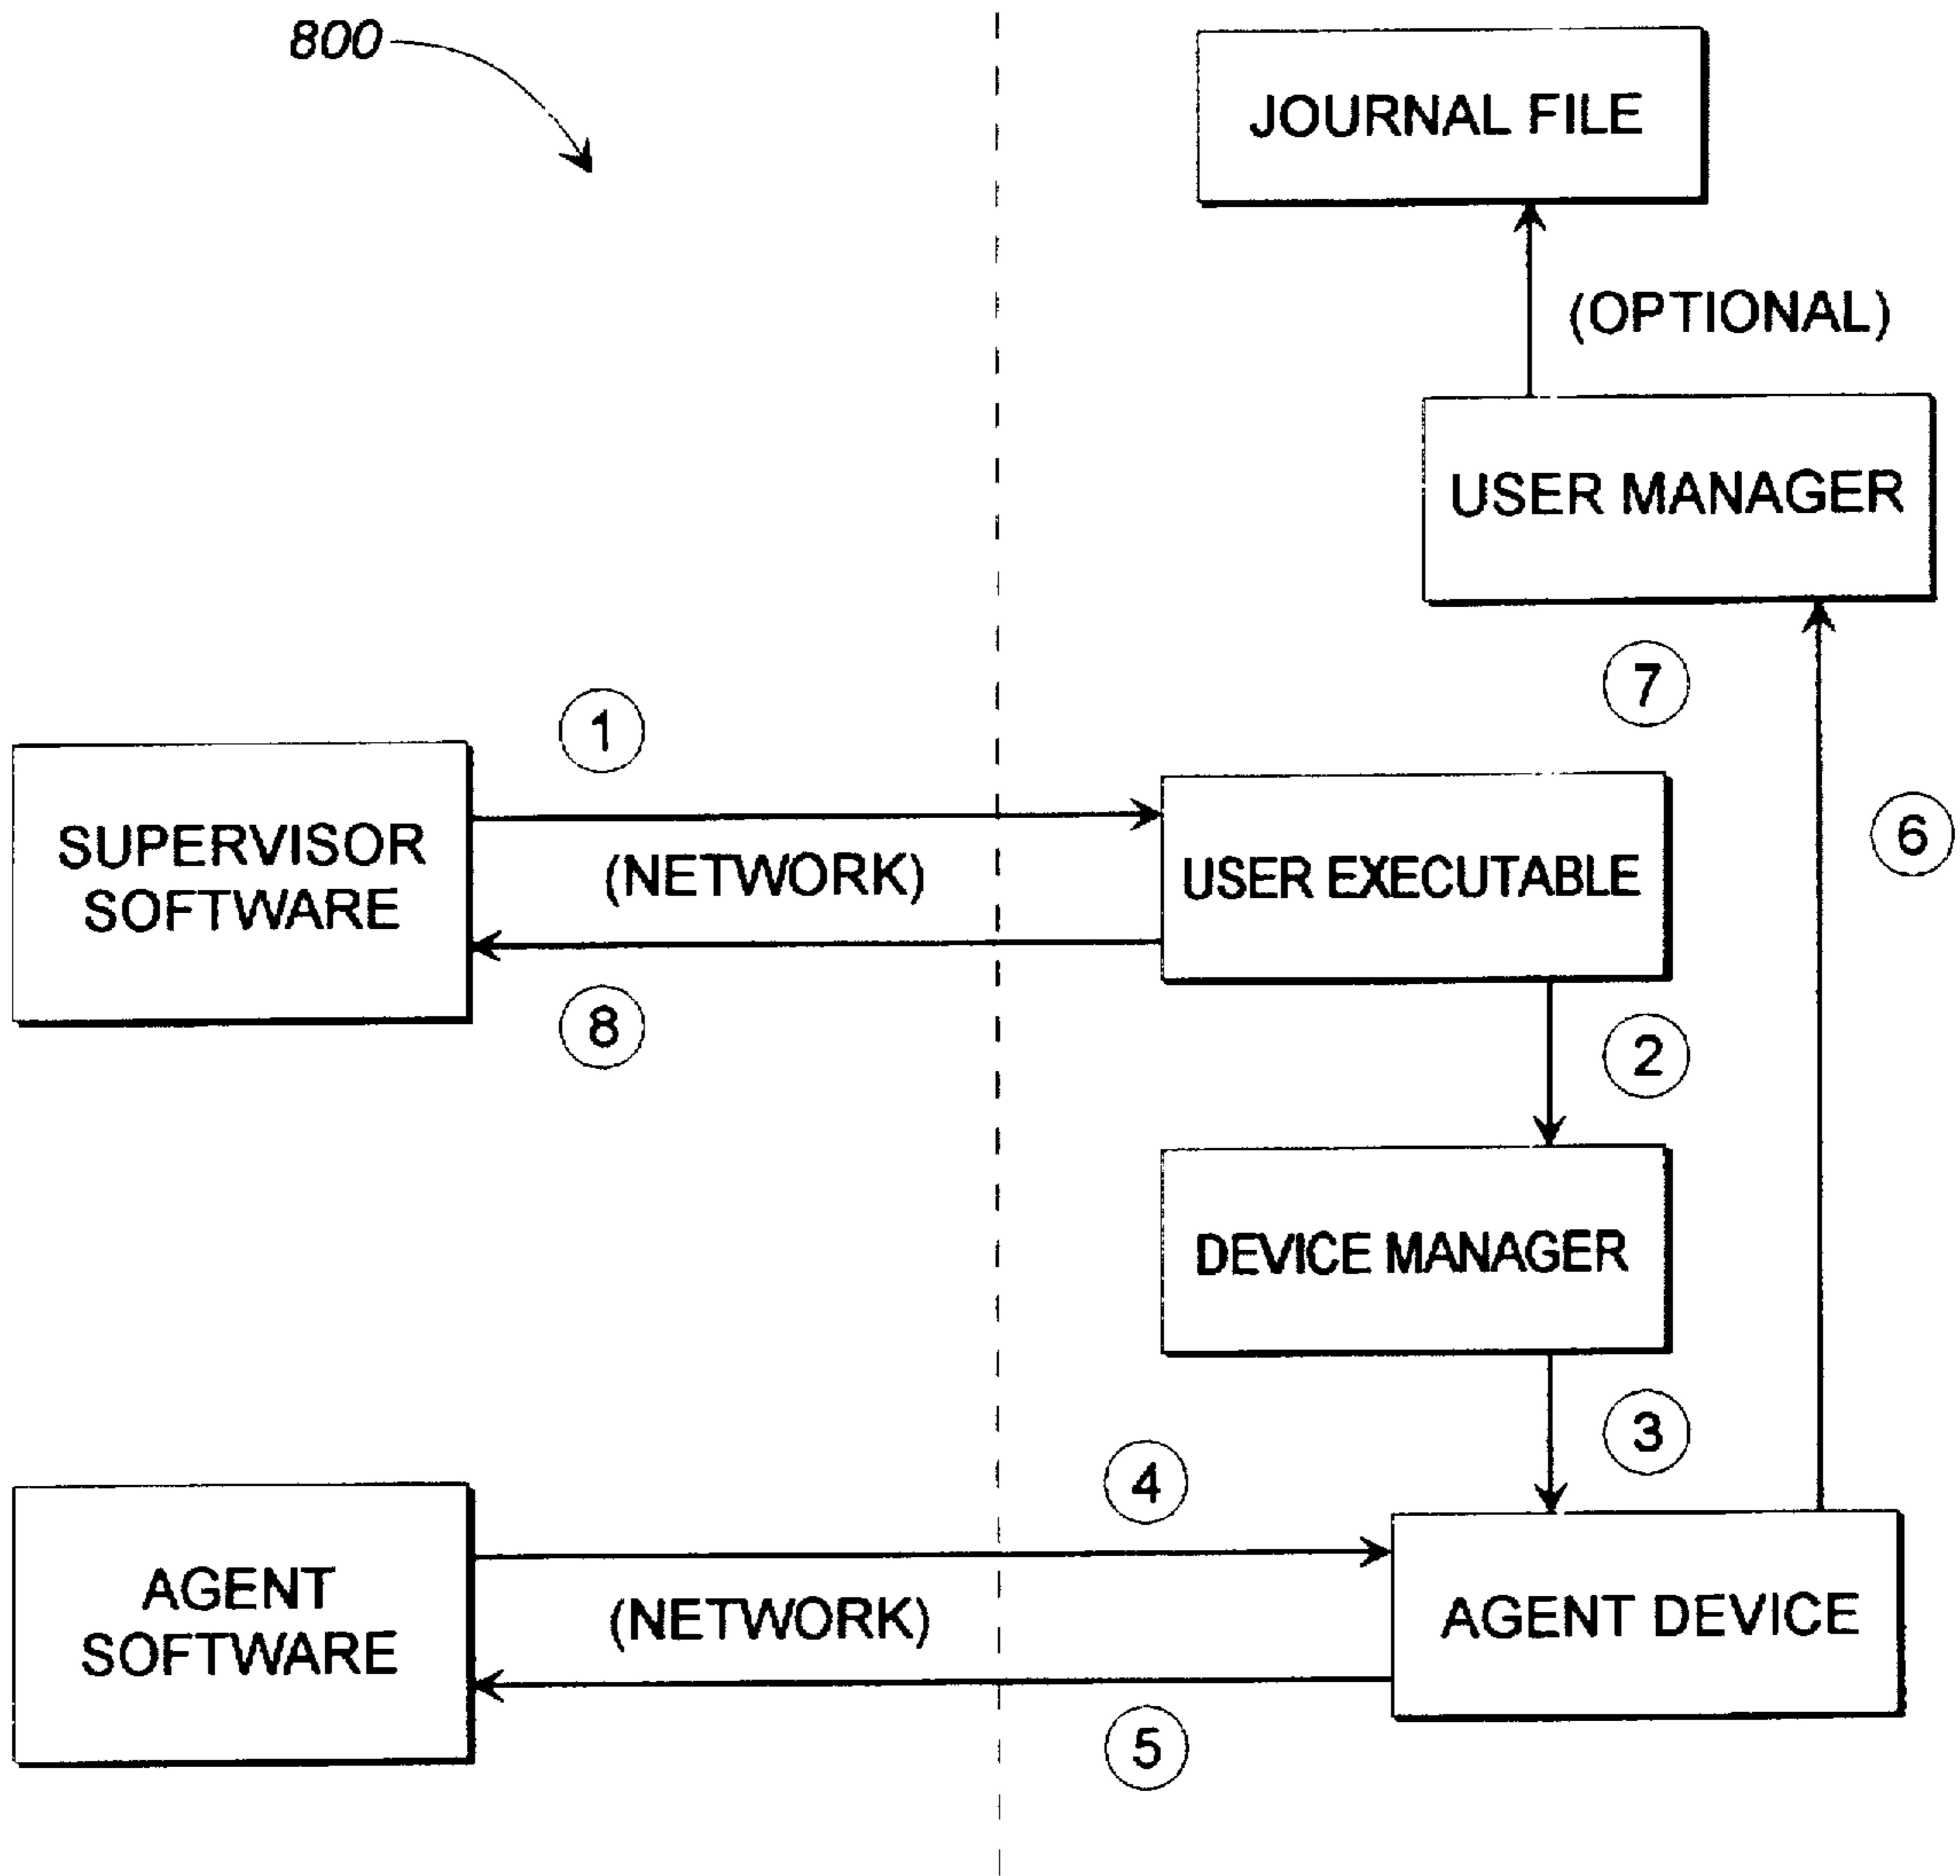 800
JOURNAL FILE
(OPTIONAL)
USER MANAGER
7
1
6
SUPERVISOR
SOFTWARE
(NETWORK)
USER EXECUTABLE
8
2
DEVICE MANAGER
3
4
AGENT
SOFTWARE
(NETWORK)
AGENT DEVICE
5